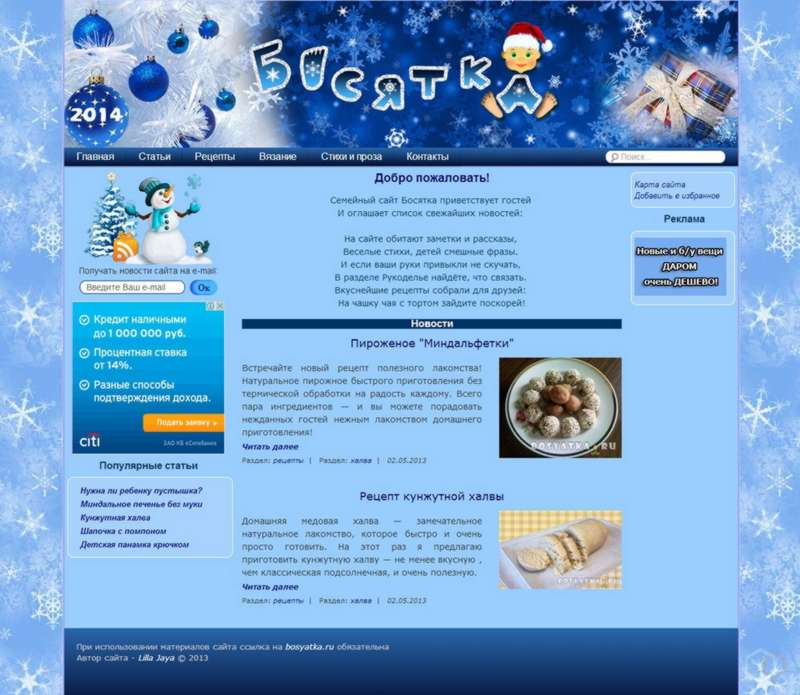 2014
Босятка
Главная
Статьи
Рецепты
Вязание
Стихи и проза
Контакты
Поиск...
Получать новости сайта на e-mail:
Введите Ваш e-mail
Ок
Кредит наличными
до 1 000 000 руб.
Процентная ставка
от 14%.
Разные способы
подтверждения дохода.
Подать заявку
citi
ЗАО КБ «Ситибанк»
Популярные статьи
Нужна ли ребенку пустышка?
Миндальное печенье без муки
Кунжутная халва
Шапочка с помпоном
Детская панамка крючком
Добро пожаловать!
Семейный сайт Босятка приветствует гостей
И оглашает список свежайших новостей:
На сайте обитают заметки и рассказы,
Веселые стихи, детей смешные фразы.
И если ваши руки привыкли не скучать,
В разделе Рукоделье найдёте, что связать.
Вкуснейшие рецепты собрали для друзей:
На чашку чая с тортом зайдите поскорей!
Новости
Пироженое "Миндальфетки"
Встречайте новый рецепт полезного лакомства!
Натуральное пирожное быстрого приготовления без
термической обработки на радость каждому. Всего
пара ингредиентов — и вы можете порадовать
нежданных гостей нежным лакомством домашнего
приготовления!
Читать далее
Раздел: рецепты | Раздел: халва | 02.05.2013
BOSYATKA.RU
Рецепт кунжутной халвы
Домашняя медовая халва — замечательное
натуральное лакомство, которое быстро и очень
просто готовить. На этот раз я предлагаю
приготовить кунжутную халву — не менее вкусную ,
чем классическая подсолнечная, и очень полезную.
Читать далее
Раздел: рецепты | Раздел: халва | 02.05.2013
BOSYATKA.RU
Карта сайта
Добавить в избранное
Реклама
Новые и б/у вещи
ДАРОМ
очень ДЕШЕВО!
При использовании материалов сайта ссылка на bosyatka.ru обязательна
Автор сайта - Lilla Jaya © 2013